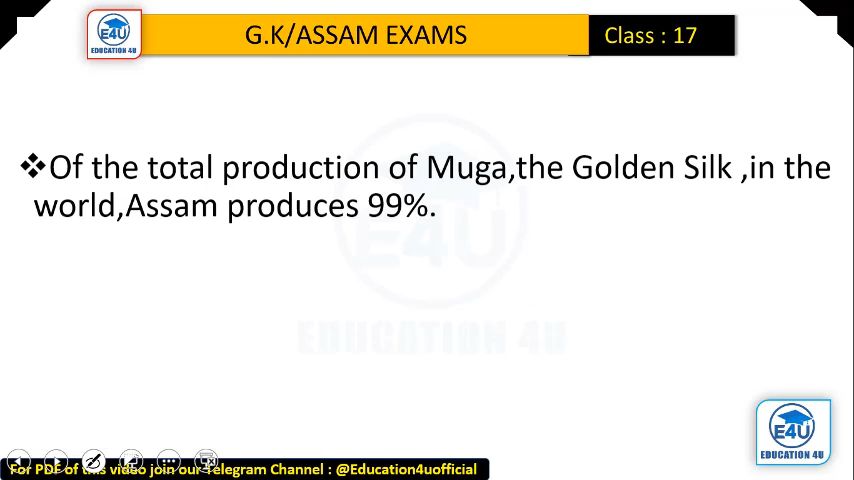 E4U
EDUCATION 4U
G.K/ASSAM EXAMS
Class : 17
❖Of the total production of Muga,the Golden Silk ,in the
world,Assam produces 99%.
E4U
EDUCATION 4U
E4U
EDUCATION 4U
For PDF of this video join our Telegram Channel : @Education4uofficial